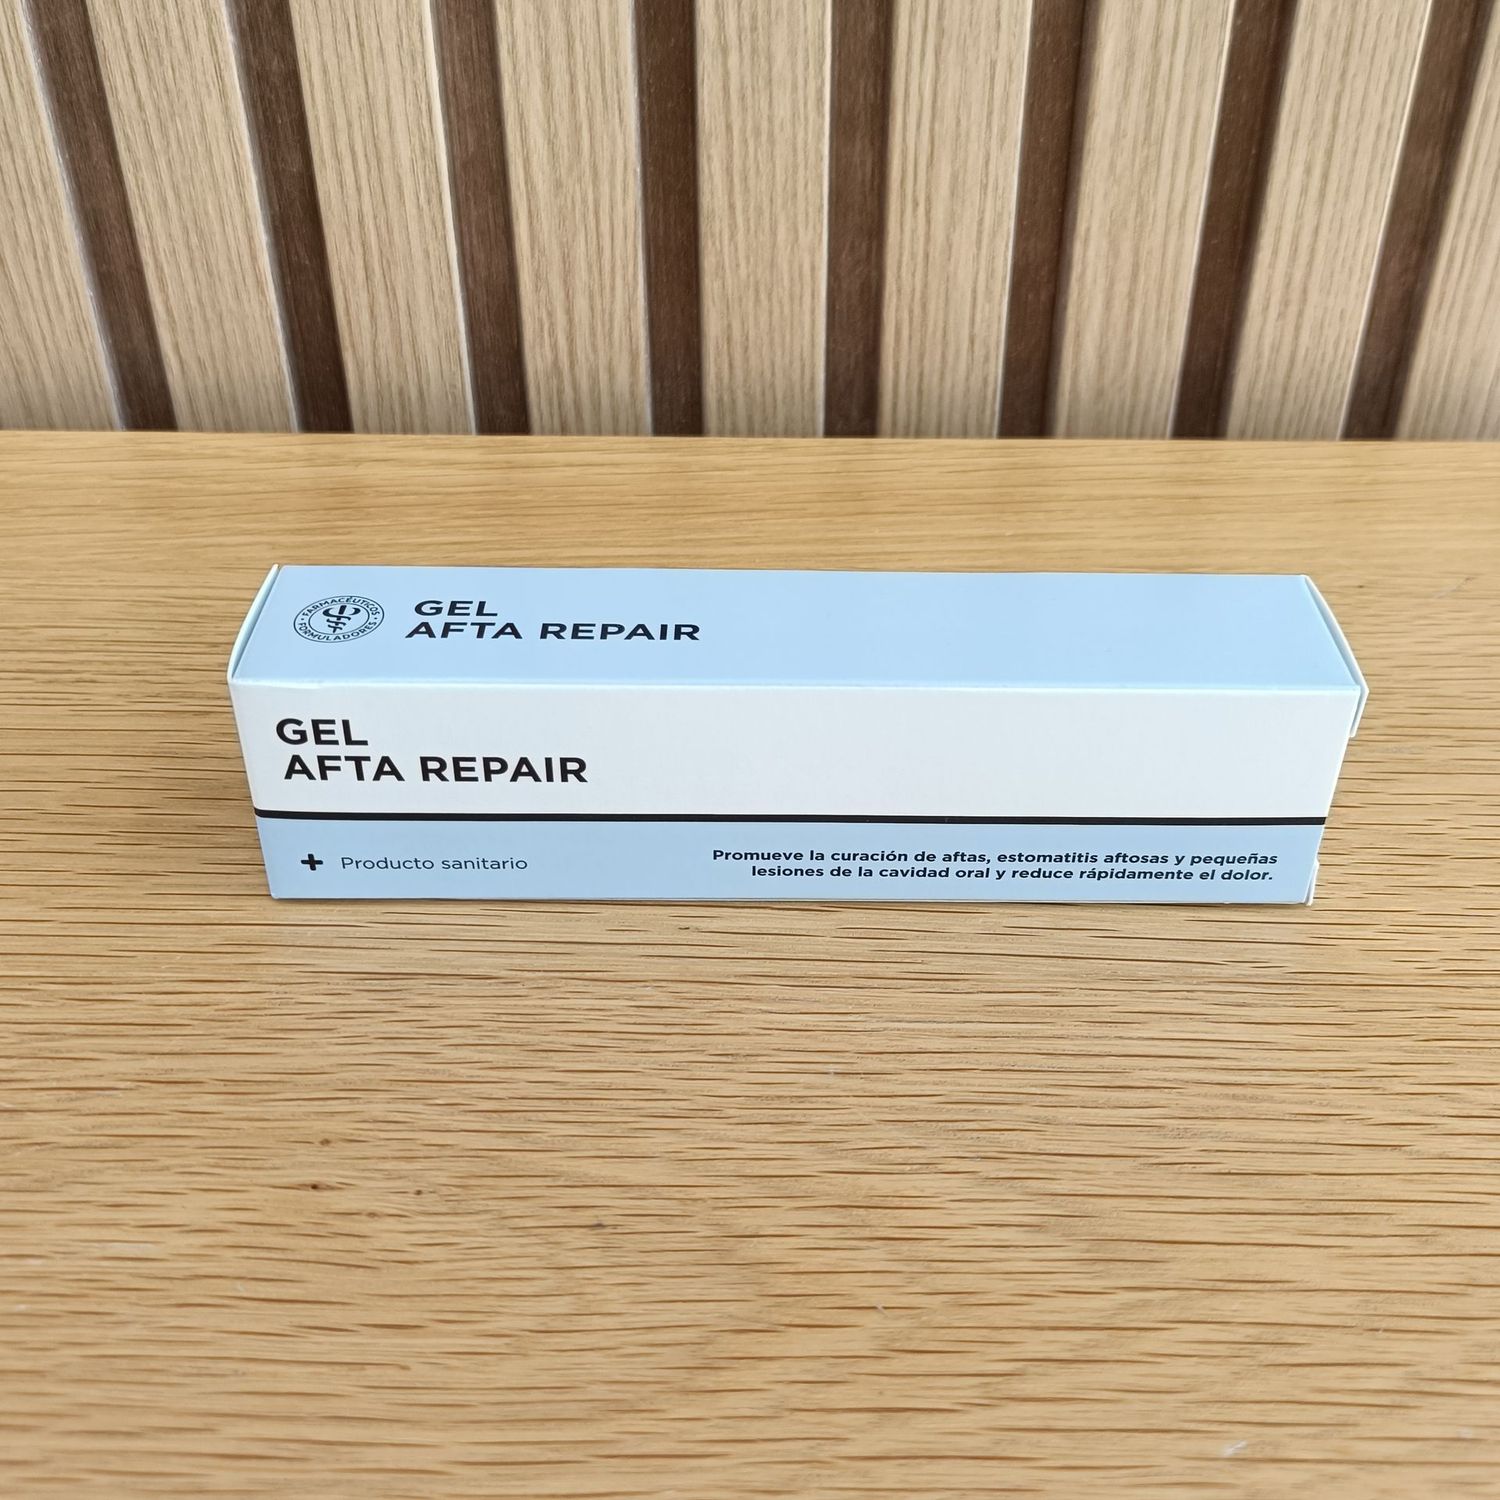 FARMACÉUTICOS
FORMULADORES
GEL
AFTA REPAIR
GEL
AFTA REPAIR
+ Producto sanitario
Promueve la curación de aftas, estomatitis aftosas y pequeñas
lesiones de la cavidad oral y reduce rápidamente el dolor.